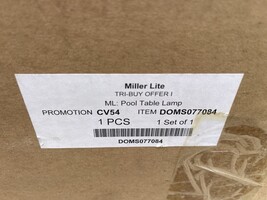 Miller Lite
TRI-BUY OFFER I
ML: Pool Table Lamp
PROMOTION CV54 ITEM DOMS077084
1 PCS 1 Set of 1
DOMS077084